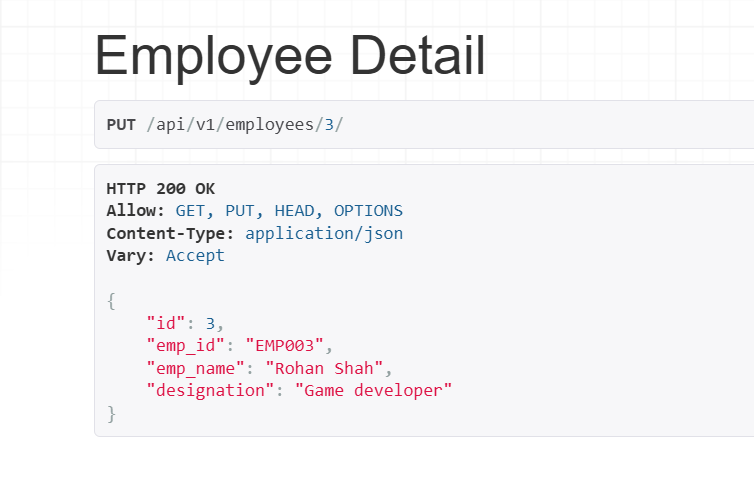 Employee Detail
PUT /api/v1/employees/3/
HTTP 200 OK
Allow: GET, PUT, HEAD, OPTIONS
Content-Type: application/json
Vary: Accept
{
    "id": 3,
    "emp_id": "EMP003",
    "emp_name": "Rohan Shah",
    "designation": "Game developer"
}